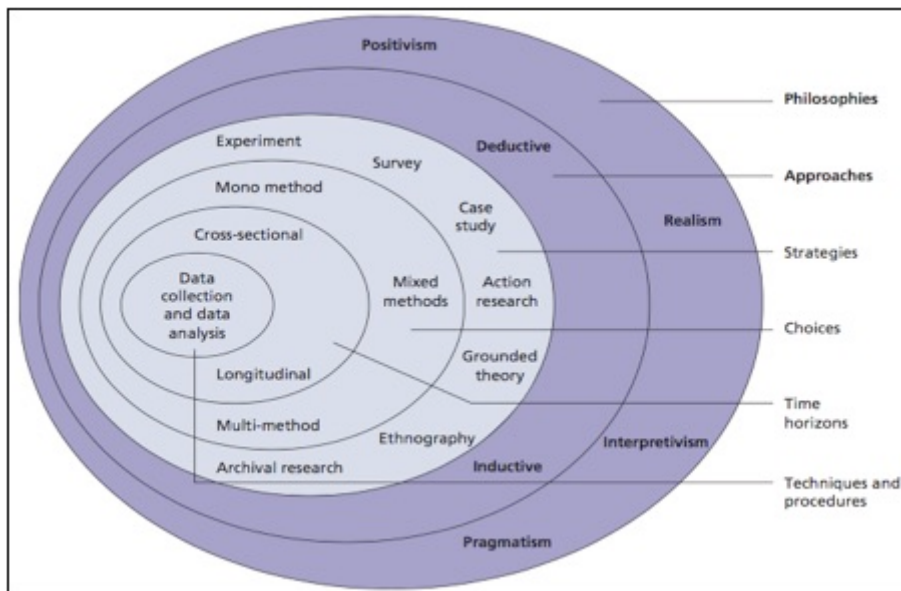 Positivism
Philosophies
Experiment
Deductive
Survey
Approaches
Mono method
Case
study
Realism
Cross-sectional
Strategies
Data
collection
and data
analysis
Mixed
methods
Action
research
Choices
Grounded
theory
Longitudinal
Time
horizons
Multi-method
Ethnography
Interpretivism
Archival research
Inductive
Techniques and
procedures
Pragmatism